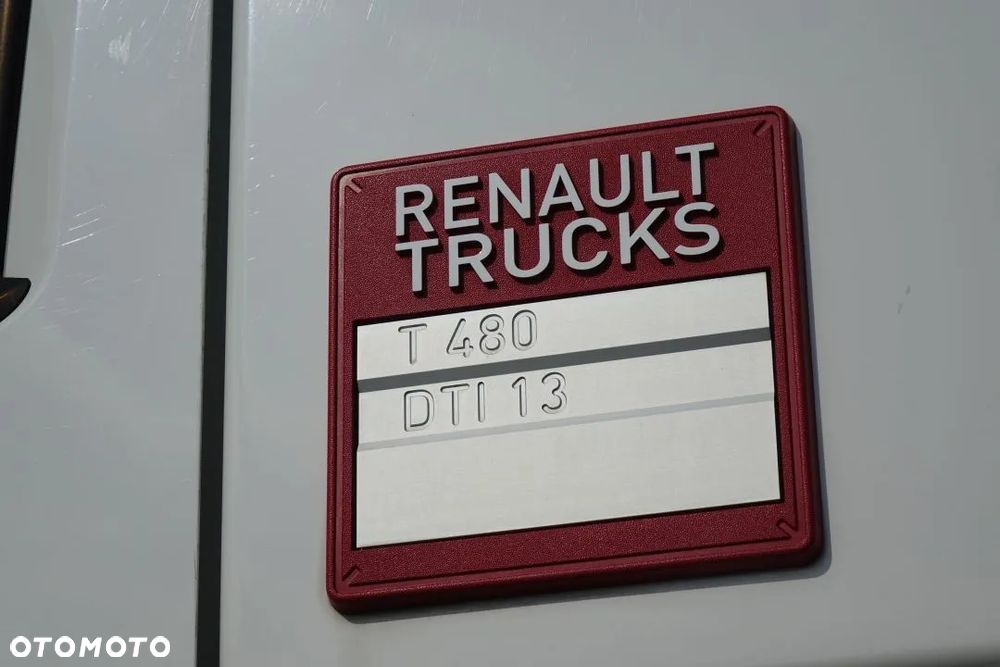 RENAULT
TRUCKS
T 480
DTI 13
OTOMOTO